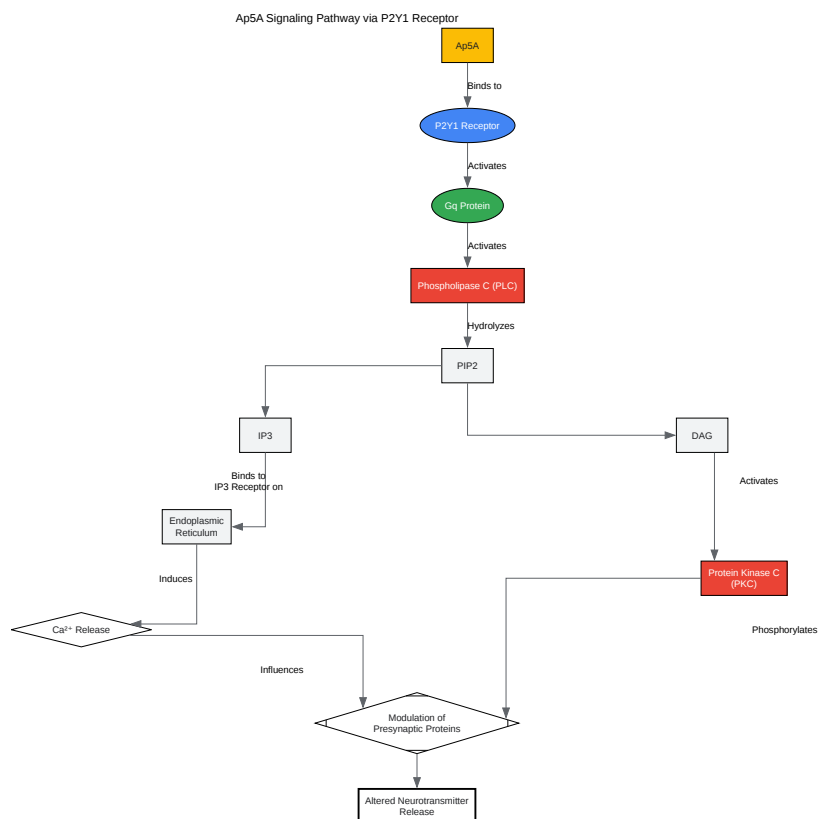 Ap5A Signaling Pathway via P2Y1 Receptor
Ap5A
Binds to
P2Y1 Receptor
Activates
Gq Protein
Activates
Phospholipase C (PLC)
Hydrolyzes
PIP2
IP3
DAG
Binds to
IP3 Receptor on
Activates
Endoplasmic
Reticulum
Induces
Protein Kinase C
(PKC)
Ca²⁺ Release
Phosphorylates
Influences
Modulation of
Presynaptic Proteins
Altered Neurotransmitter
Release